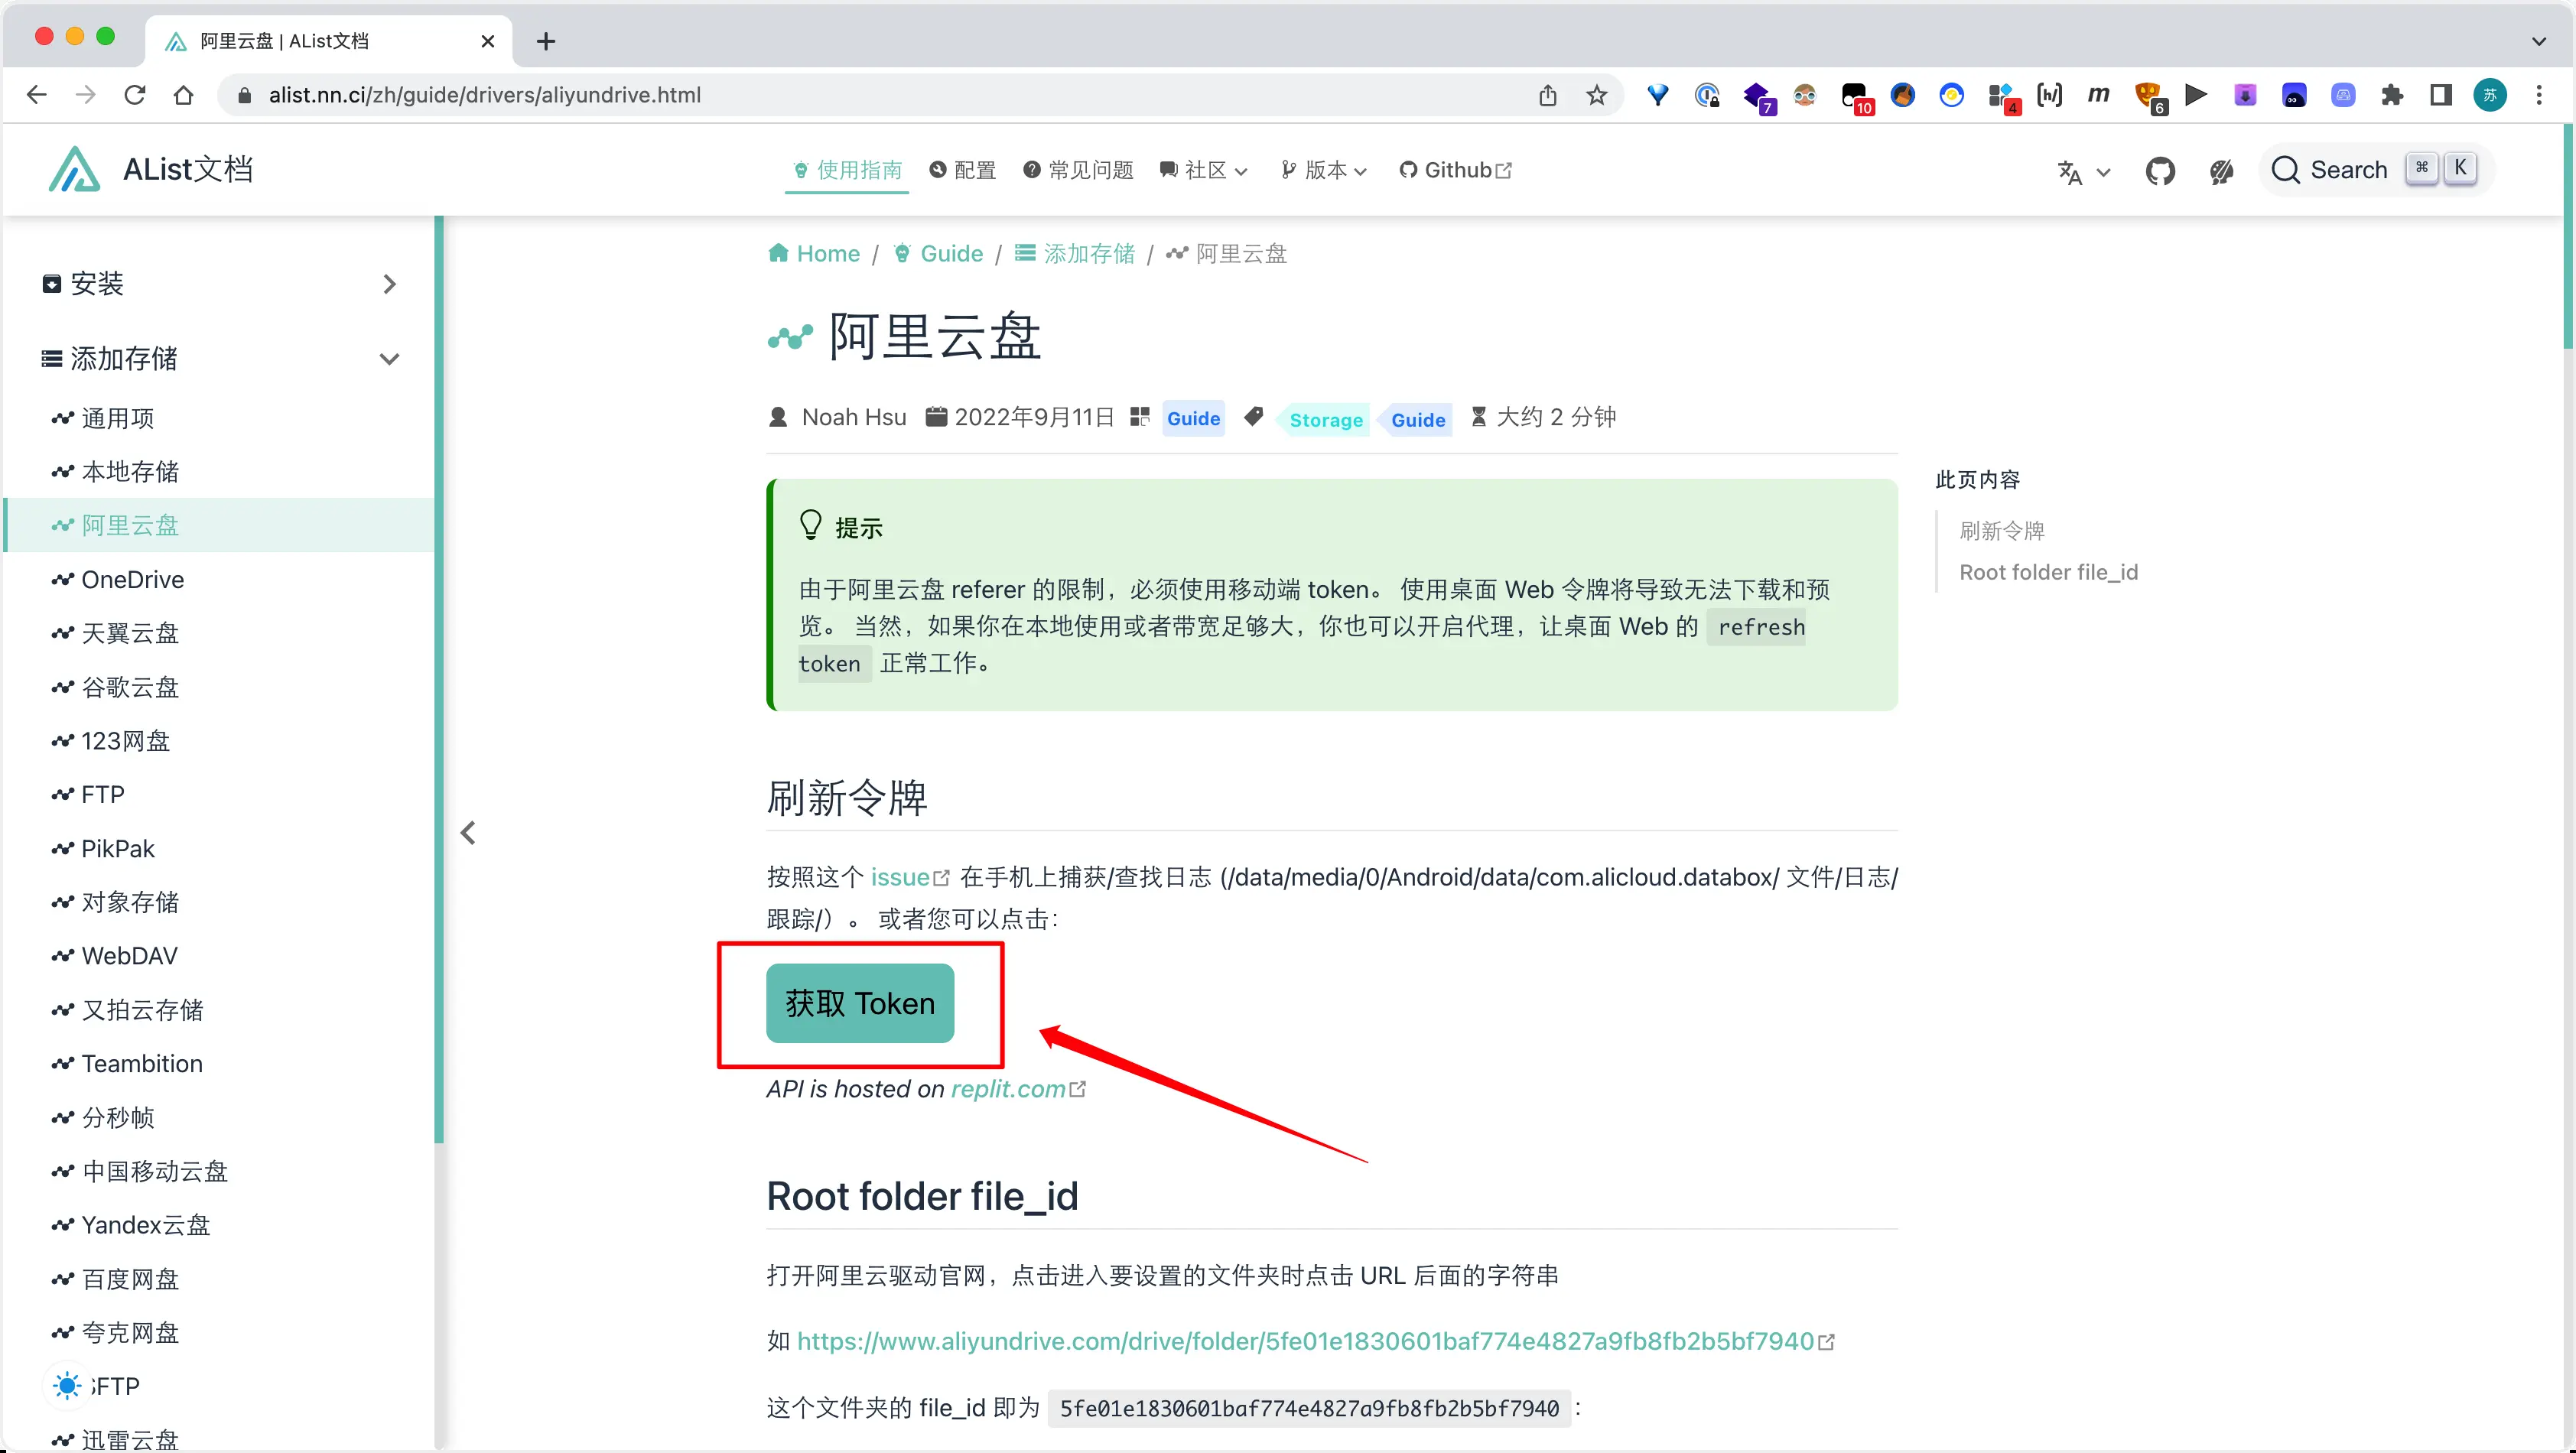 阿里云盘 | AList文档
alist.nn.ci/zh/guide/drivers/aliyundrive.html
7
10
4
[h/]
m
6
苏
AList文档
使用指南
配置
常见问题
社区
版本
Github
Search
⌘
K
安装
添加存储
通用项
本地存储
阿里云盘
OneDrive
天翼云盘
谷歌云盘
123网盘
FTP
PikPak
对象存储
WebDAV
又拍云存储
Teambition
分秒帧
中国移动云盘
Yandex云盘
百度网盘
夸克网盘
FTP
迅雷云盘
Home / Guide / 添加存储 / 阿里云盘
阿里云盘
Noah Hsu 2022年9月11日 Guide Storage Guide 大约 2 分钟
提示
由于阿里云盘 referer 的限制，必须使用移动端 token。 使用桌面 Web 令牌将导致无法下载和预
览。 当然，如果你在本地使用或者带宽足够大，你也可以开启代理，让桌面 Web 的 refresh
token 正常工作。
刷新令牌
按照这个 issue 在手机上捕获/查找日志 (/data/media/0/Android/data/com.alicloud.databox/ 文件/日志/
跟踪/）。 或者您可以点击：
获取 Token
API is hosted on replit.com
Root folder file_id
打开阿里云驱动官网，点击进入要设置的文件夹时点击 URL 后面的字符串
如 https://www.aliyundrive.com/drive/folder/5fe01e1830601baf774e4827a9fb8fb2b5bf7940
这个文件夹的 file_id 即为 5fe01e1830601baf774e4827a9fb8fb2b5bf7940：
此页内容
刷新令牌
Root folder file_id